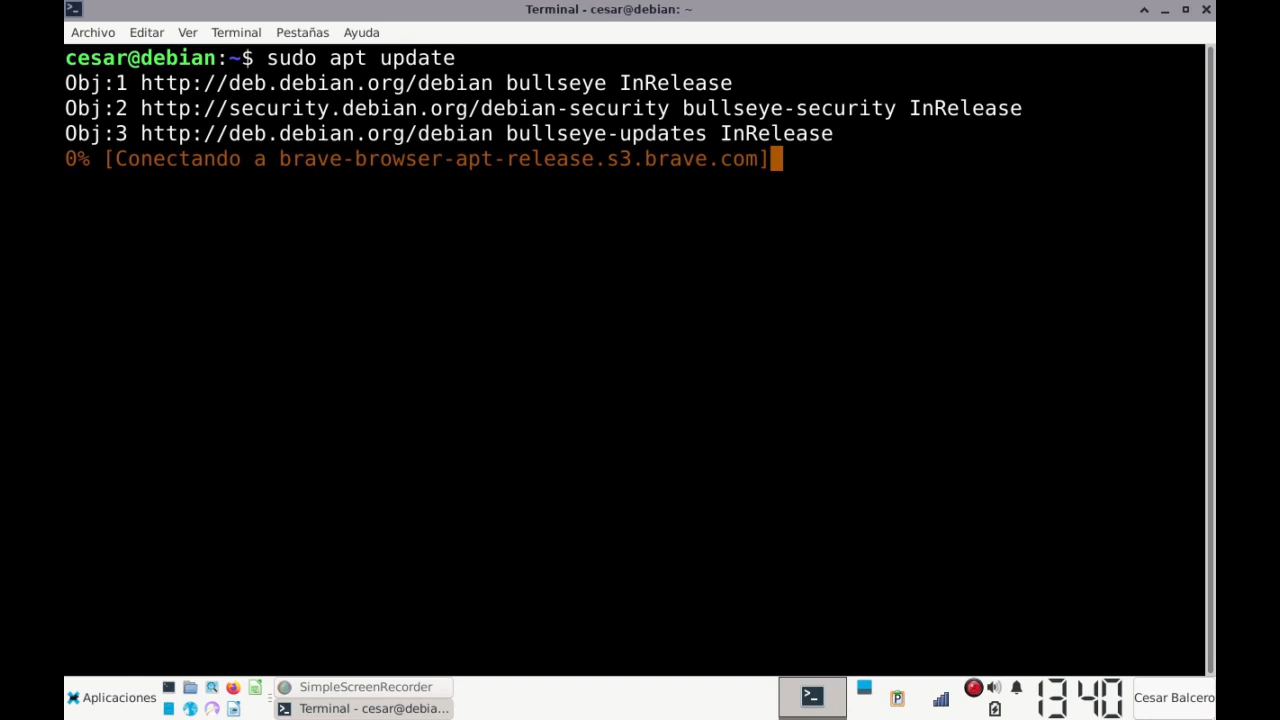 Terminal - cesar@debian: ~
Archivo Editar Ver Terminal Pestañas Ayuda
cesar@debian:~$ sudo apt update
Obj:1 http://deb.debian.org/debian bullseye InRelease
Obj:2 http://security.debian.org/debian-security bullseye-security InRelease
Obj:3 http://deb.debian.org/debian bullseye-updates InRelease
0% [Conectando a brave-browser-apt-release.s3.brave.com]
Aplicaciones
SimpleScreenRecorder
Terminal - cesar@debia...
13 40
Cesar Balcero